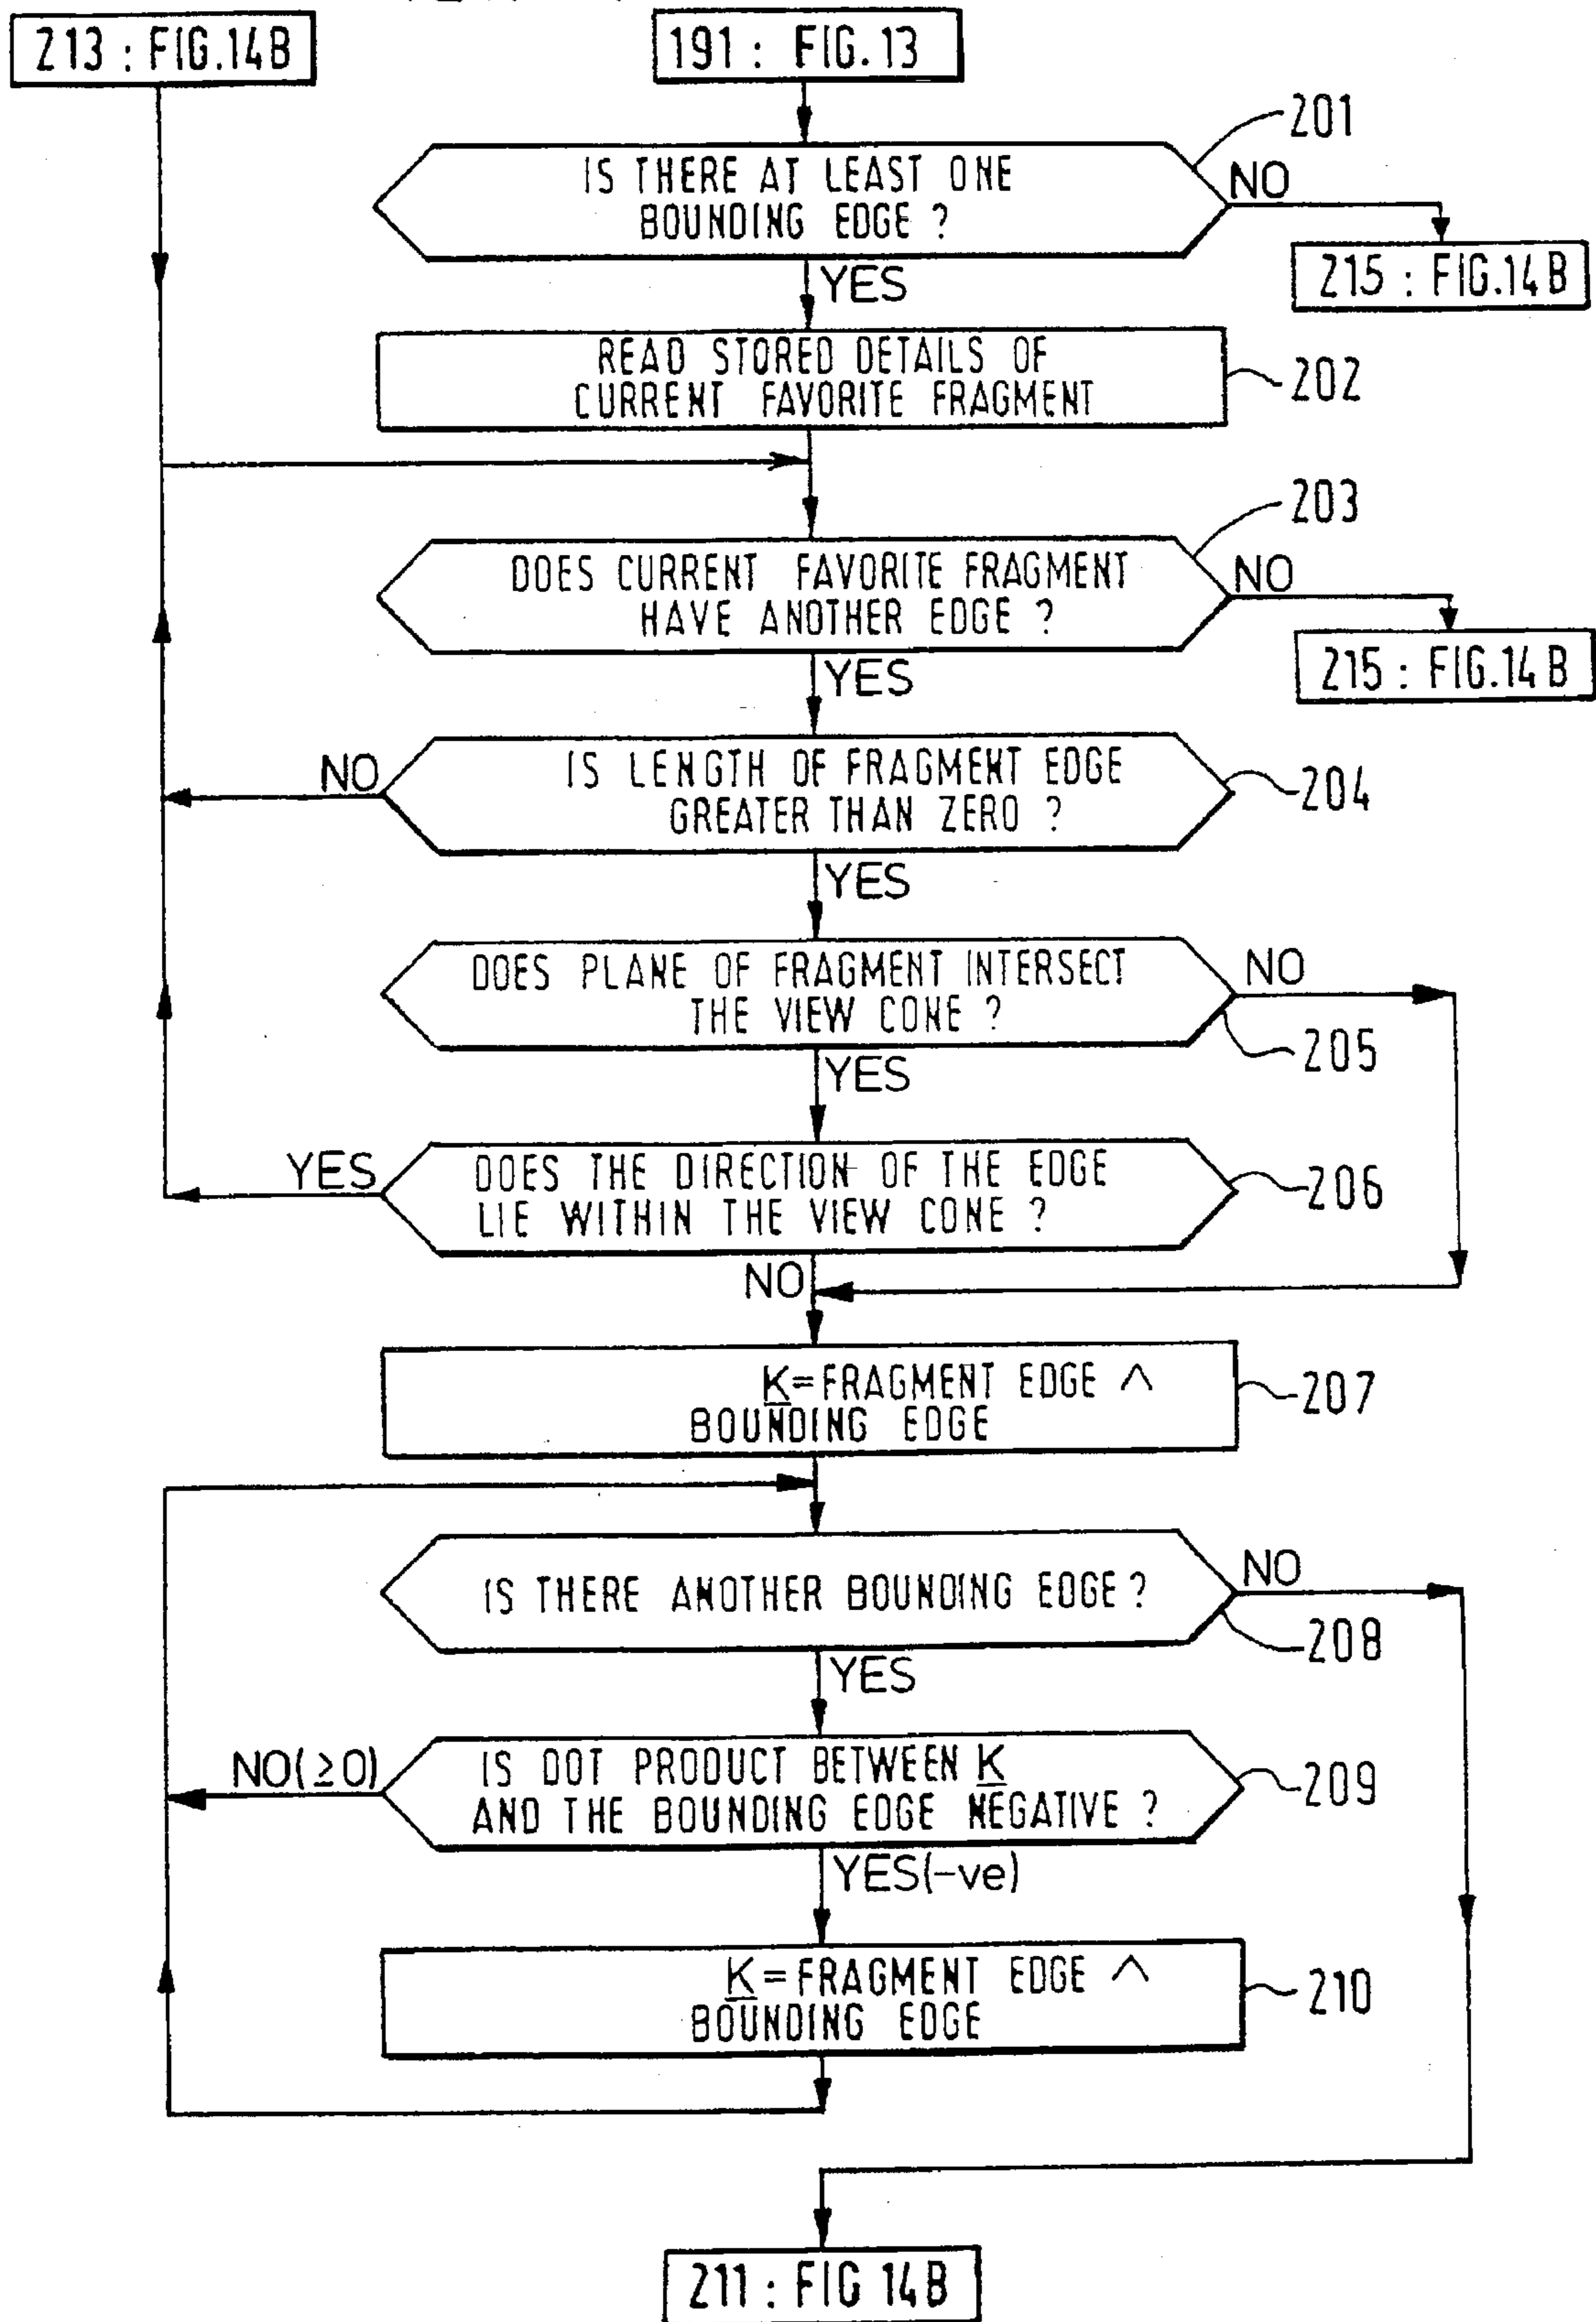 213 : FIG.14B
191 : FIG.13
201
IS THERE AT LEAST ONE
BOUNDING EDGE ?
NO
215 : FIG.14B
YES
READ STORED DETAILS OF
CURRENT FAVORITE FRAGMENT
202
203
DOES CURRENT FAVORITE FRAGMENT
HAVE ANOTHER EDGE ?
NO
215 : FIG.14B
YES
NO
IS LENGTH OF FRAGMENT EDGE
GREATER THAN ZERO ?
204
YES
DOES PLANE OF FRAGMENT INTERSECT
THE VIEW CONE ?
NO
205
YES
YES
DOES THE DIRECTION OF THE EDGE
LIE WITHIN THE VIEW CONE ?
206
NO
K=FRAGMENT EDGE ∧
BOUNDING EDGE
207
IS THERE ANOTHER BOUNDING EDGE ?
NO
208
YES
NO(≥0)
IS DOT PRODUCT BETWEEN K
AND THE BOUNDING EDGE NEGATIVE ?
209
YES(-ve)
K=FRAGMENT EDGE ∧
BOUNDING EDGE
210
211 : FIG 14B